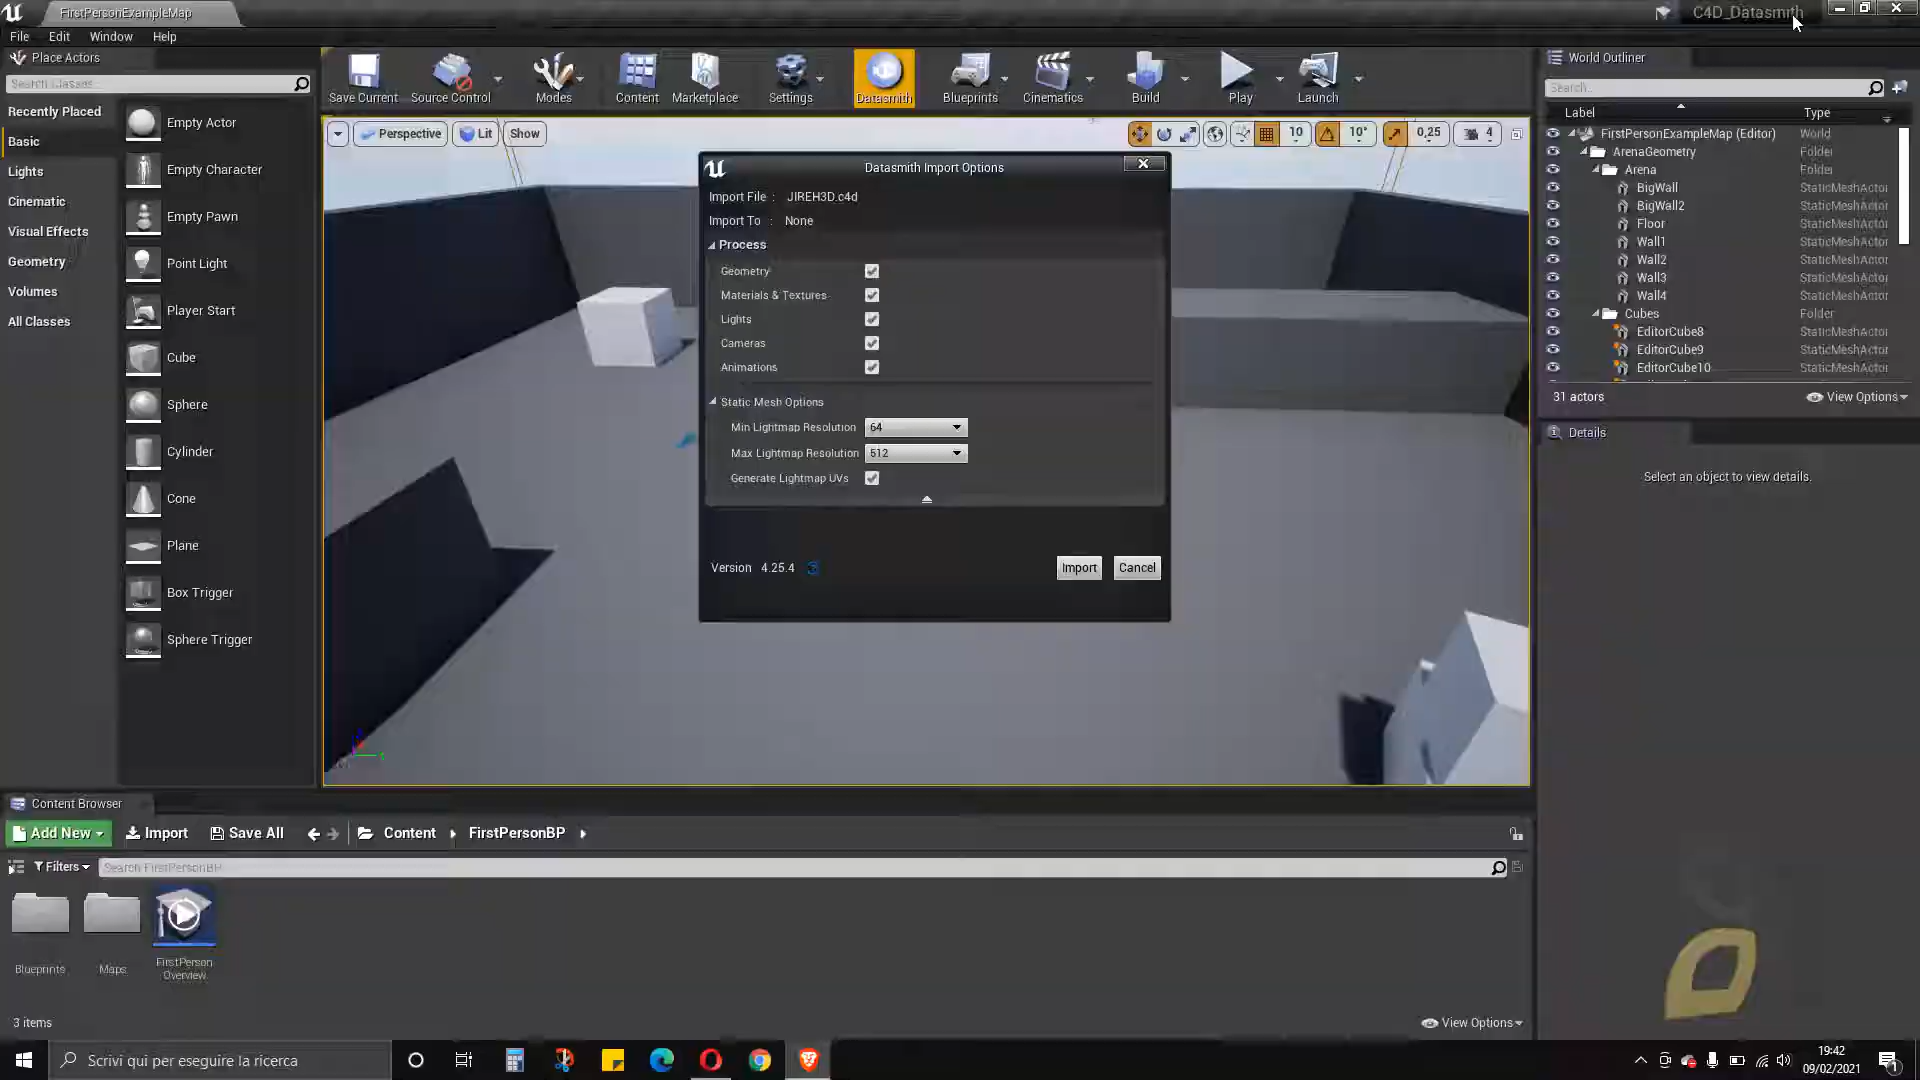 FirstPersonExampleMap
C4D_Datasmith
File Edit Window Help
Place Actors
Search Classes
Recently Placed
Basic
Lights
Cinematic
Visual Effects
Geometry
Volumes
All Classes
Empty Actor
Empty Character
Empty Pawn
Point Light
Player Start
Cube
Sphere
Cylinder
Cone
Plane
Box Trigger
Sphere Trigger
Save Current Source Control Modes Content Marketplace Settings Datasmith Blueprints Cinematics Build Play Launch
Perspective Lit Show
10 10° 0,25 4
Datasmith Import Options
Import File : JIREH3D.c4d
Import To : None
Process
Geometry
Materials & Textures
Lights
Cameras
Animations
Static Mesh Options
Min Lightmap Resolution 64
Max Lightmap Resolution 512
Generate Lightmap UVs
Version 4.25.4
Import Cancel
World Outliner
Search...
Label Type
FirstPersonExampleMap (Editor) World
ArenaGeometry Folder
Arena Folder
BigWall StaticMeshActor
BigWall2 StaticMeshActor
Floor StaticMeshActor
Wall1 StaticMeshActor
Wall2 StaticMeshActor
Wall3 StaticMeshActor
Wall4 StaticMeshActor
Cubes Folder
EditorCube8 StaticMeshActor
EditorCube9 StaticMeshActor
EditorCube10 StaticMeshActor
31 actors View Options
Details
Select an object to view details.
Content Browser
Add New Import Save All Content FirstPersonBP
Filters Search FirstPersonBP
Blueprints
Maps
FirstPerson
Overview
3 items View Options
Scrivi qui per eseguire la ricerca
19:42
09/02/2021
1